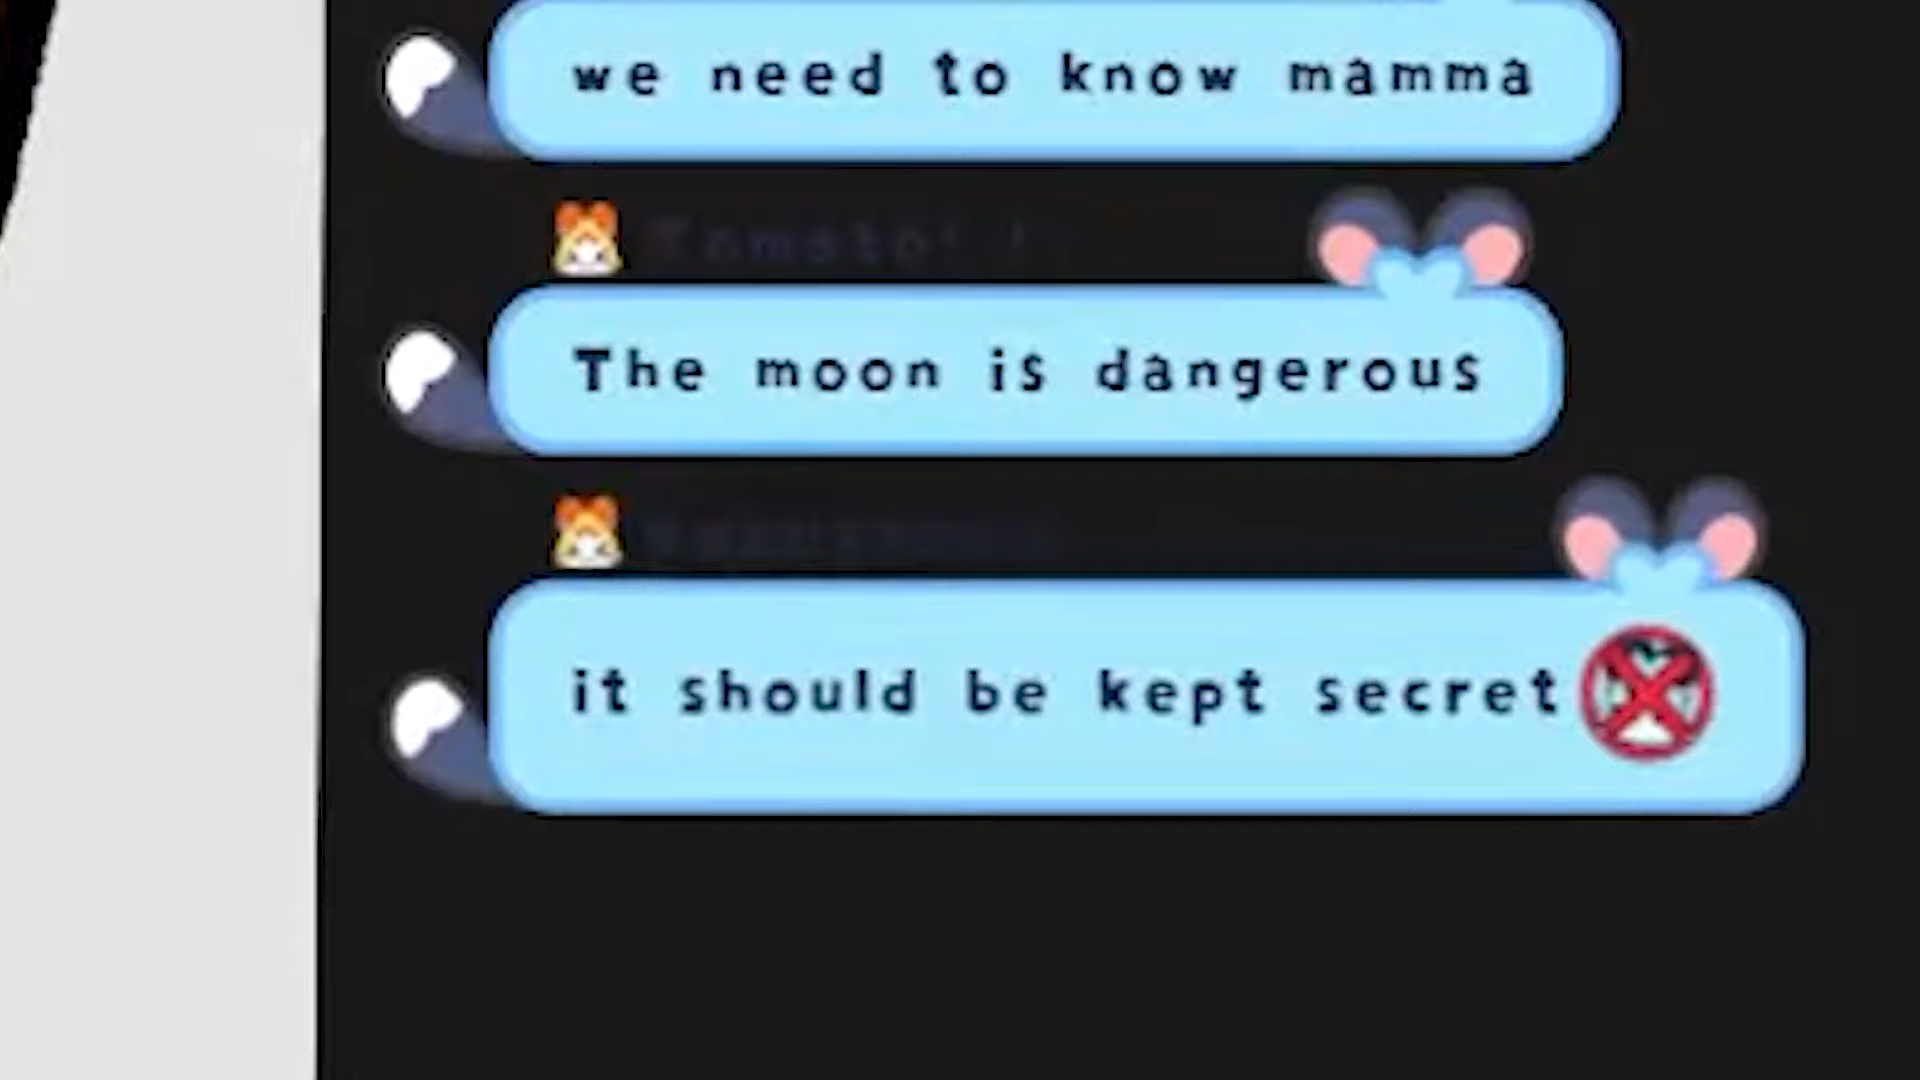 we need to know mamma
The moon is dangerous
it should be kept secret